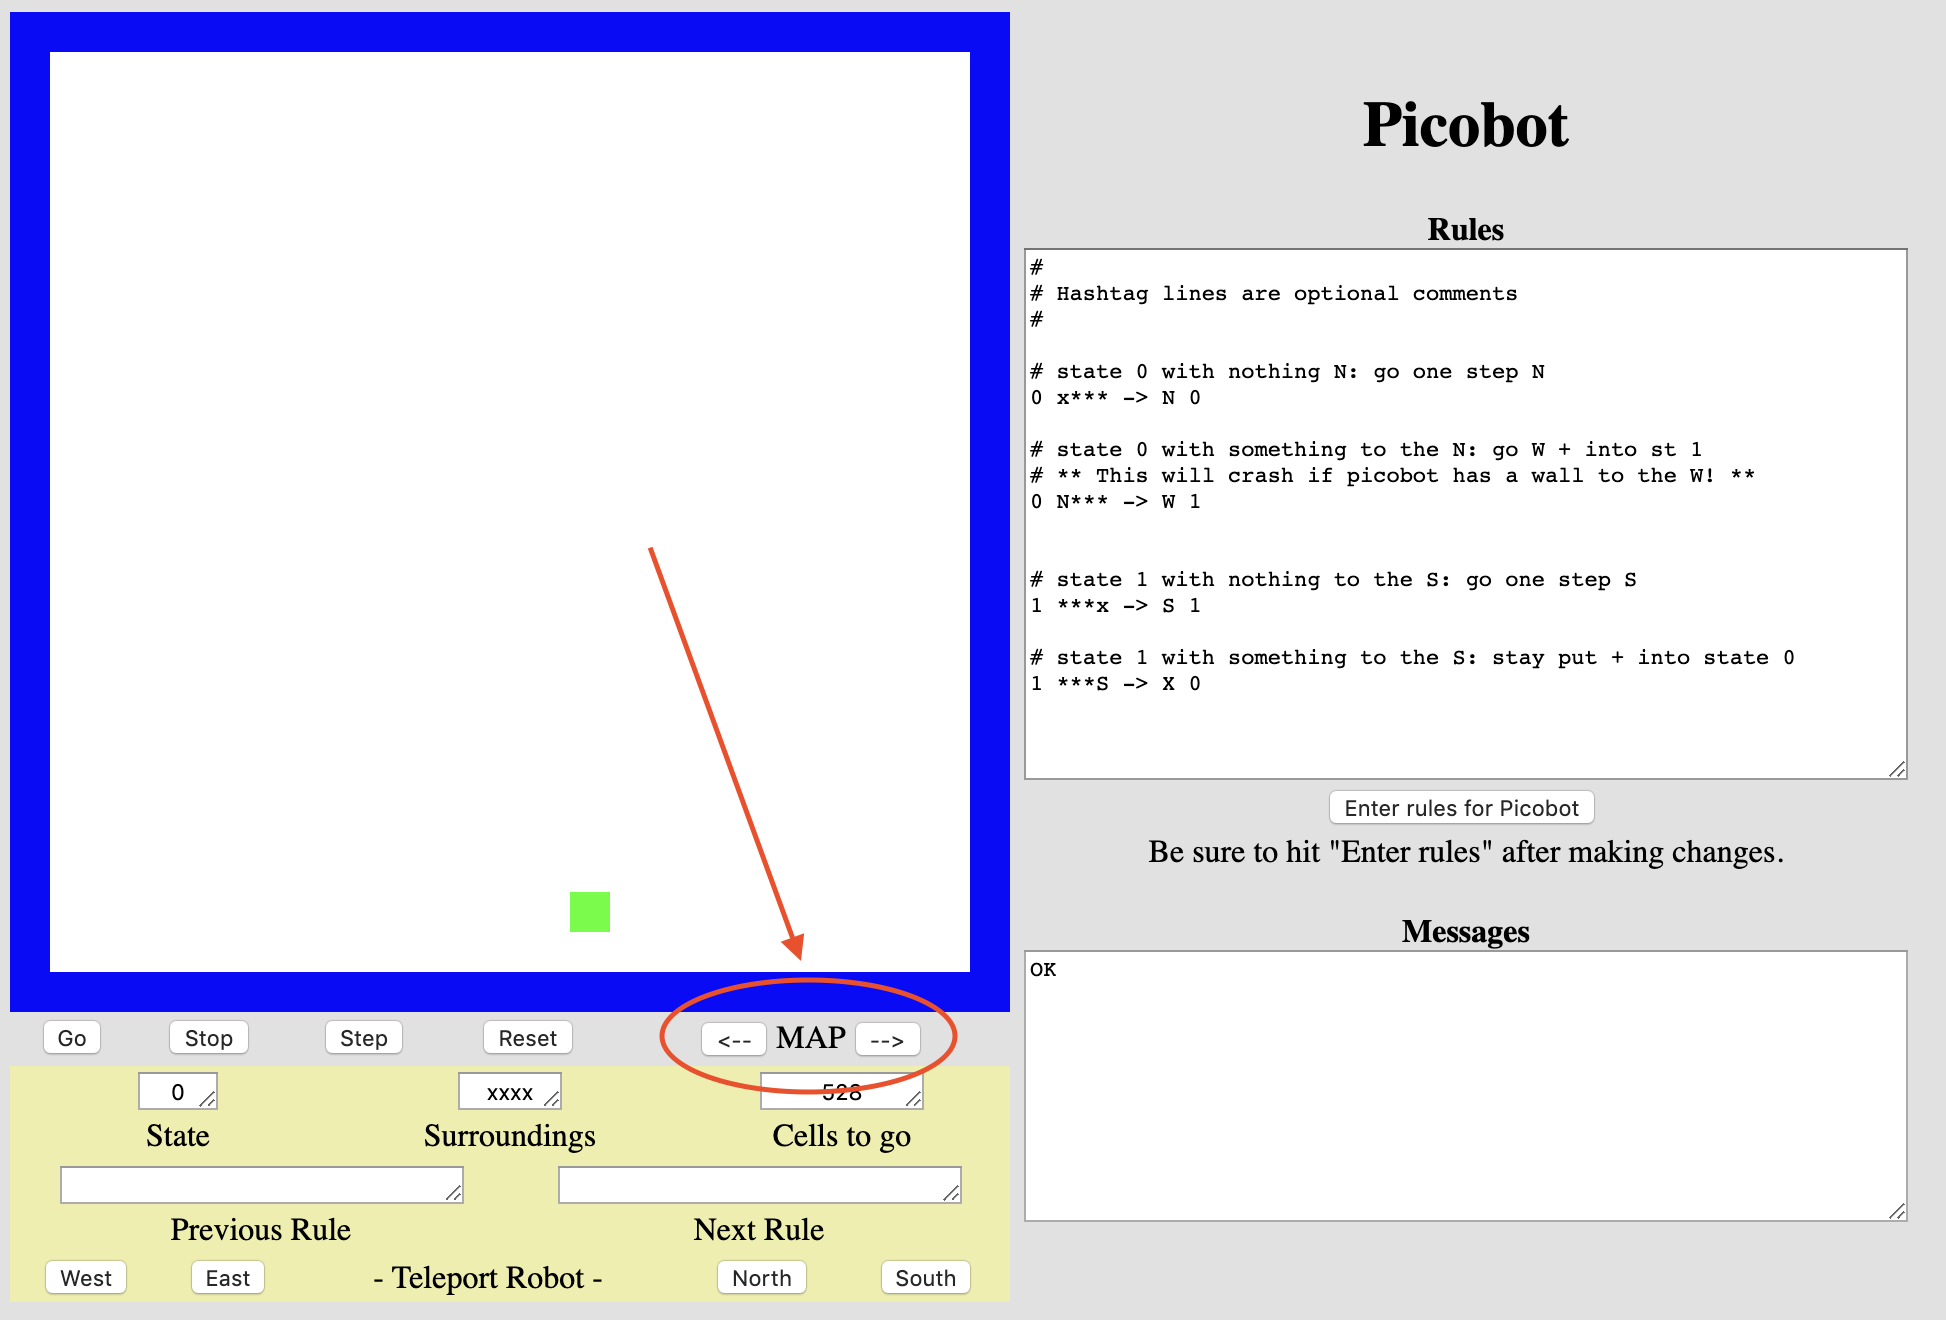 Picobot
Rules
#
# Hashtag lines are optional comments
#
# state 0 with nothing N: go one step N
0 x*** -> N 0
# state 0 with something to the N: go W + into st 1
# ** This will crash if picobot has a wall to the W! **
0 N*** -> W 1
# state 1 with nothing to the S: go one step S
1 ***x -> S 1
# state 1 with something to the S: stay put + into state 0
1 ***S -> X 0
Enter rules for Picobot
Be sure to hit "Enter rules" after making changes.
Messages
OK
Go Stop Step Reset <-- MAP -->
0 xxxx 528
State Surroundings Cells to go
Previous Rule Next Rule
West East - Teleport Robot - North South